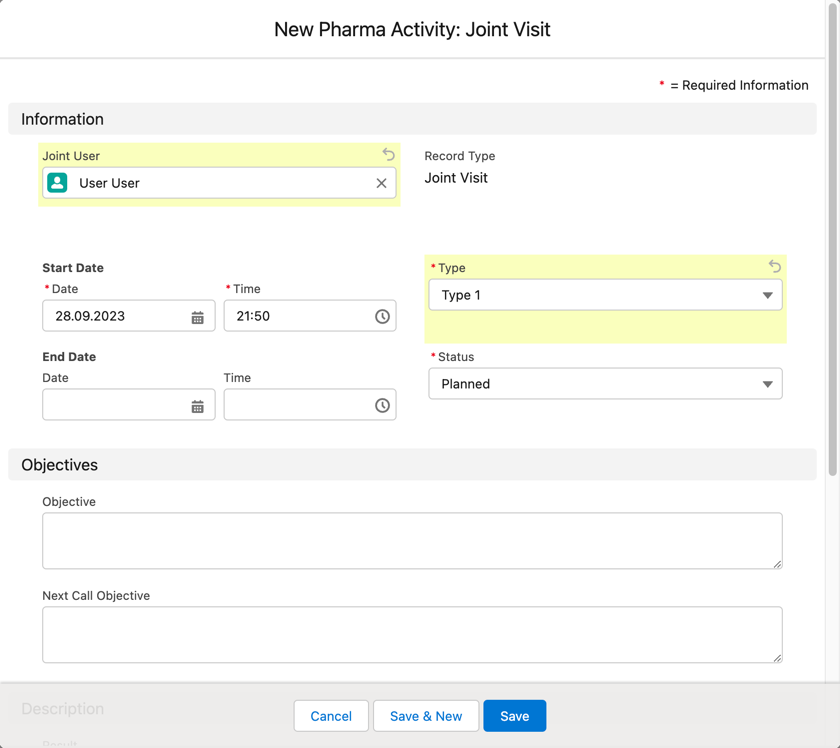 New Pharma Activity: Joint Visit
* = Required Information
Information
Joint User
User User
Record Type
Joint Visit
Start Date
* Date
* Time
28.09.2023
21:50
* Type
Type 1
End Date
Date
Time
* Status
Planned
Objectives
Objective
Next Call Objective
Description
Result
Cancel
Save & New
Save